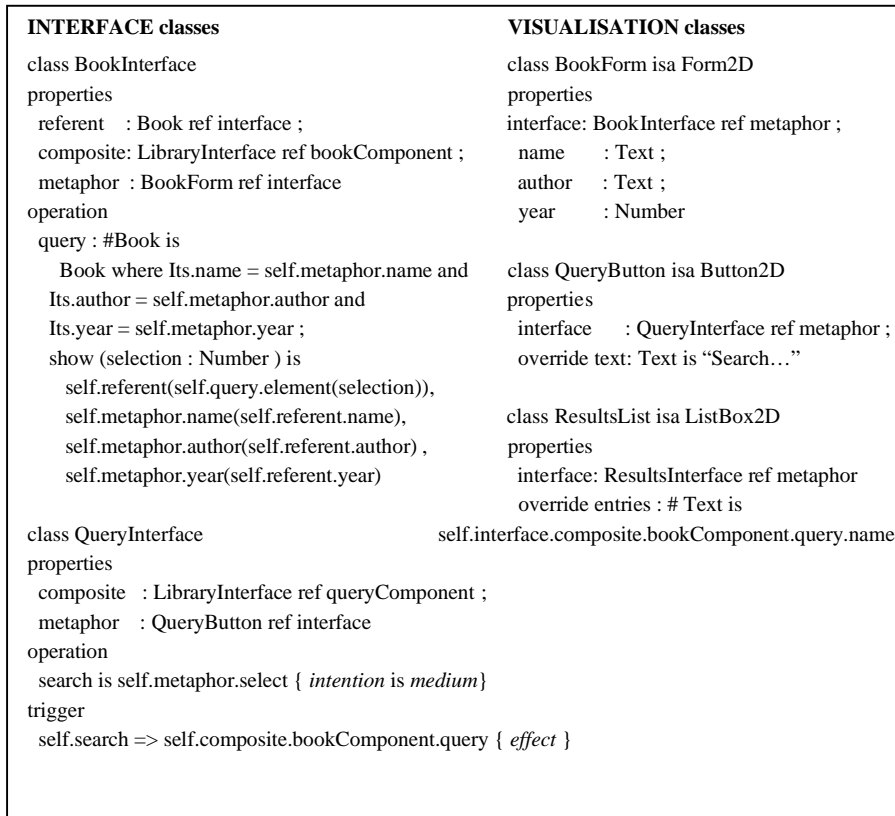 INTERFACE classes
class BookInterface
properties
referent : Book ref interface ;
composite: LibraryInterface ref bookComponent ;
metaphor : BookForm ref interface
operation
query : #Book is
Book where Its.name = self.metaphor.name and
Its.author = self.metaphor.author and
Its.year = self.metaphor.year ;
show (selection : Number ) is
self.referent(self.query.element(selection)),
self.metaphor.name(self.referent.name),
self.metaphor.author(self.referent.author) ,
self.metaphor.year(self.referent.year)
class QueryInterface
properties
composite : LibraryInterface ref queryComponent ;
metaphor : QueryButton ref interface
operation
search is self.metaphor.select { intention is medium}
trigger
self.search => self.composite.bookComponent.query { effect }
VISUALISATION classes
class BookForm isa Form2D
properties
interface: BookInterface ref metaphor ;
name : Text ;
author : Text ;
year : Number
class QueryButton isa Button2D
properties
interface : QueryInterface ref metaphor ;
override text: Text is “Search…”
class ResultsList isa ListBox2D
properties
interface: ResultsInterface ref metaphor
override entries : # Text is
self.interface.composite.bookComponent.query.name